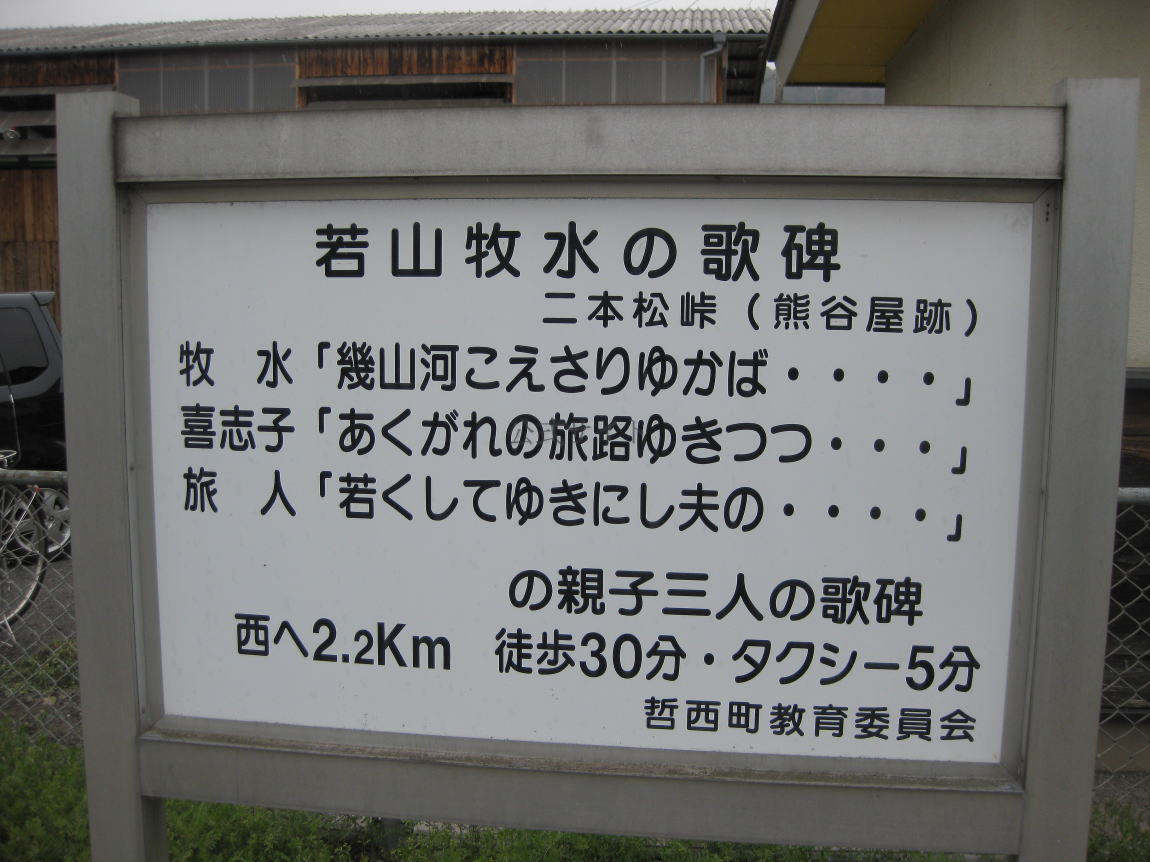 若山牧水の歌碑
二本松峠（熊谷屋跡）
牧　水「幾山河こえさりゆかば・・・・」
喜志子「あくがれの旅路ゆきつつ・・・」
旅　人「若くしてゆきにし夫の・・・・」
の親子三人の歌碑
西へ2.2Km　徒歩30分・タクシー5分
哲西町教育委員会